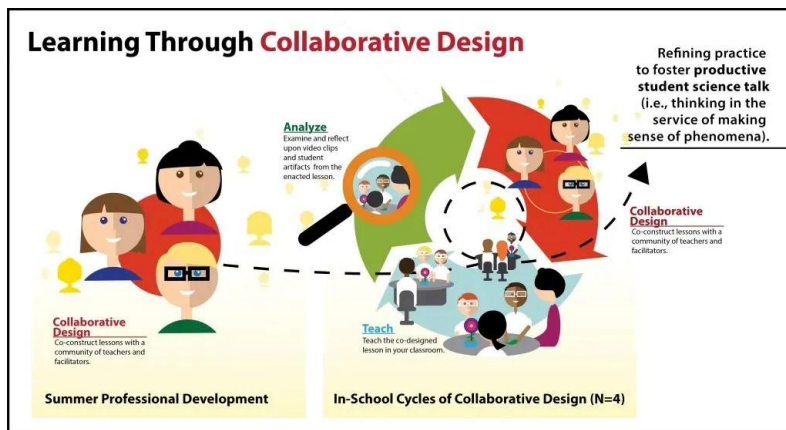 Learning Through Collaborative Design
Refining practice
to foster productive
student science talk
(i.e., thinking in the
service of making
sense of phenomena).
Analyze
Examine and reflect
upon video clips
and student
artifacts from the
enacted lesson.
Collaborative
Design
Co-construct lessons with a
community of teachers and
facilitators.
Collaborative
Design
Co-construct lessons with a
community of teachers and
facilitators.
Teach
Teach the co-designed
lesson in your classroom.
Summer Professional Development
In-School Cycles of Collaborative Design (N=4)